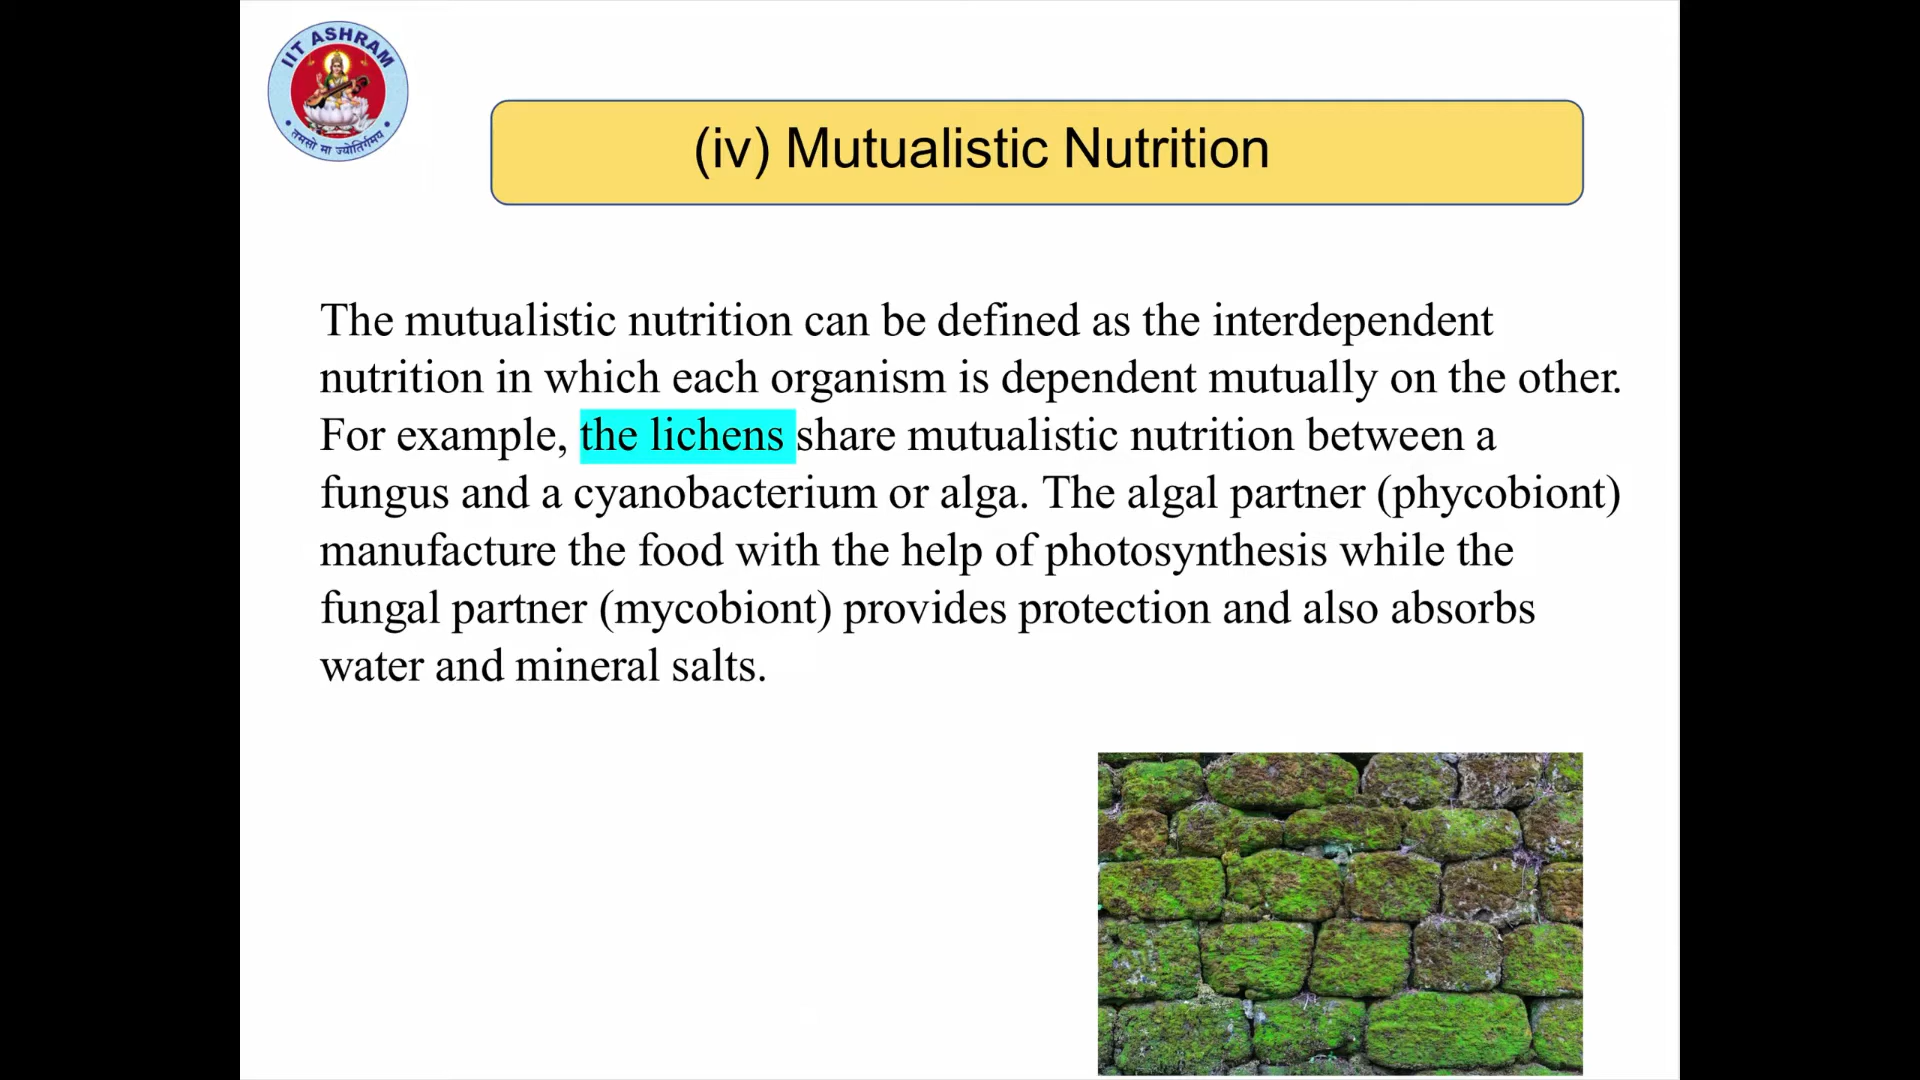 IIT ASHRAM
तमसो मा ज्योतिर्गमय
(iv) Mutualistic Nutrition
The mutualistic nutrition can be defined as the interdependent
nutrition in which each organism is dependent mutually on the other.
For example, the lichens share mutualistic nutrition between a
fungus and a cyanobacterium or alga. The algal partner (phycobiont)
manufacture the food with the help of photosynthesis while the
fungal partner (mycobiont) provides protection and also absorbs
water and mineral salts.